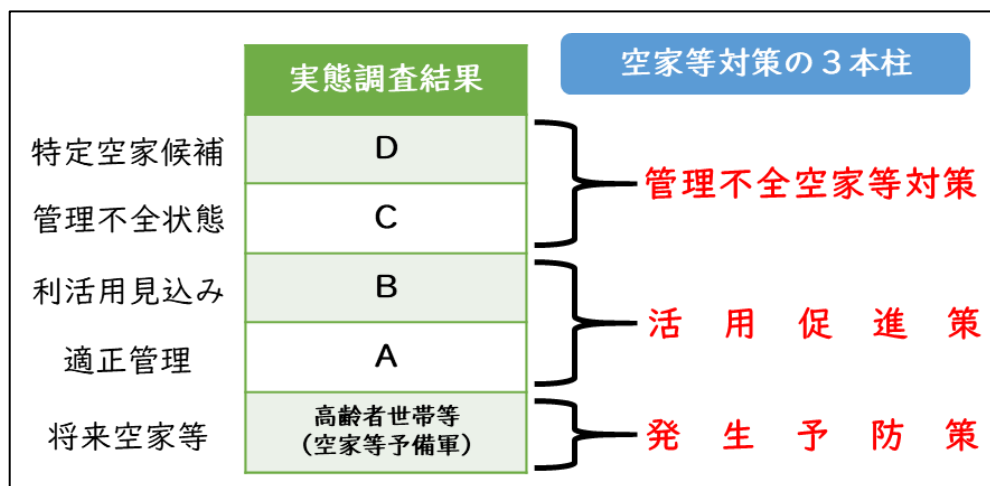 実態調査結果
空家等対策の３本柱
特定空家候補
D
管理不全状態
C
管理不全空家等対策
利活用見込み
B
適正管理
A
活用促進策
将来空家等
高齢者世帯等
（空家等予備軍）
発生予防策